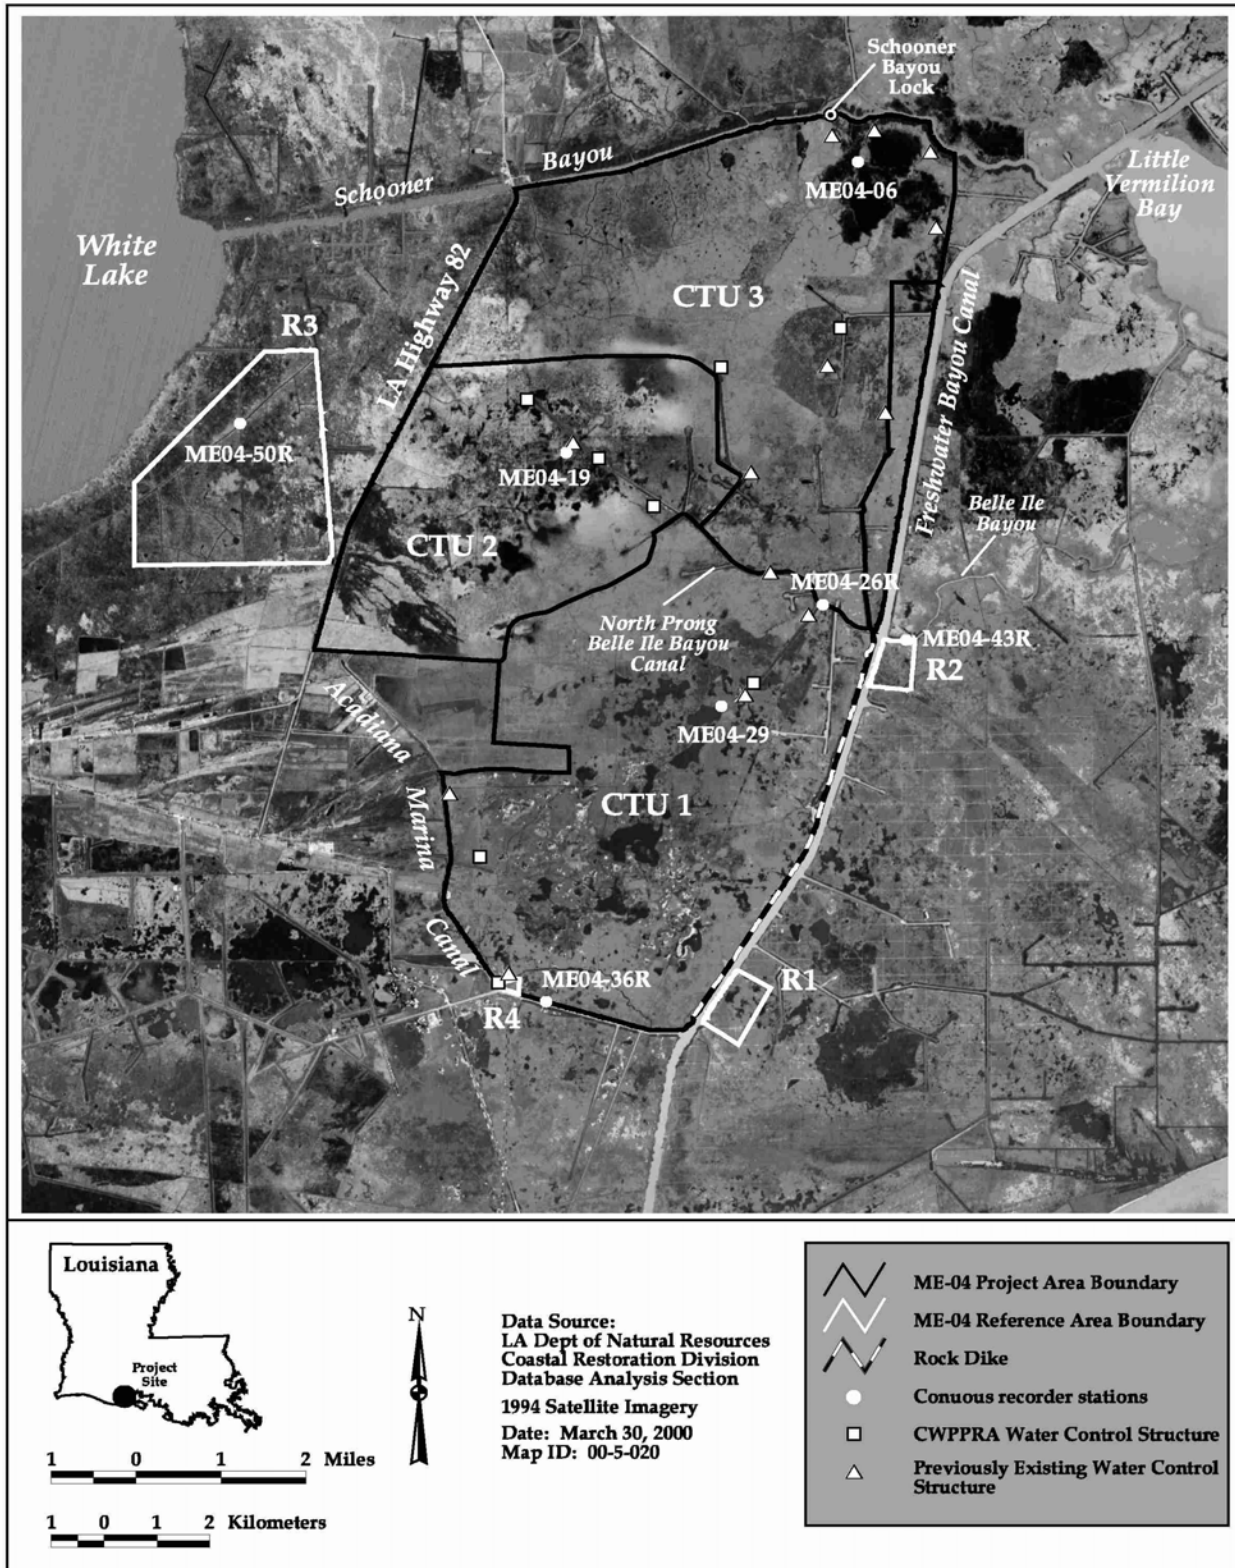 Schooner
Bayou
Lock
Bayou
Schooner
Little
Vermilion
Bay
ME04-06
White
Lake
LA Highway 82
CTU 3
R3
Freshwater Bayou Canal
ME04-50R
ME04-19
Belle Ile
Bayou
CTU 2
ME04-26R
North Prong
Belle Ile Bayou
Canal
ME04-43R
R2
Acadiana
ME04-29
CTU 1
Marina
Canal
ME04-36R
R1
R4
Louisiana
Project
Site
N
Data Source:
LA Dept of Natural Resources
Coastal Restoration Division
Database Analysis Section
1994 Satellite Imagery
Date: March 30, 2000
Map ID: 00-5-020
1 0 1 2 Miles
1 0 1 2 Kilometers
ME-04 Project Area Boundary
ME-04 Reference Area Boundary
Rock Dike
Conuous recorder stations
CWPPRA Water Control Structure
Previously Existing Water Control
Structure